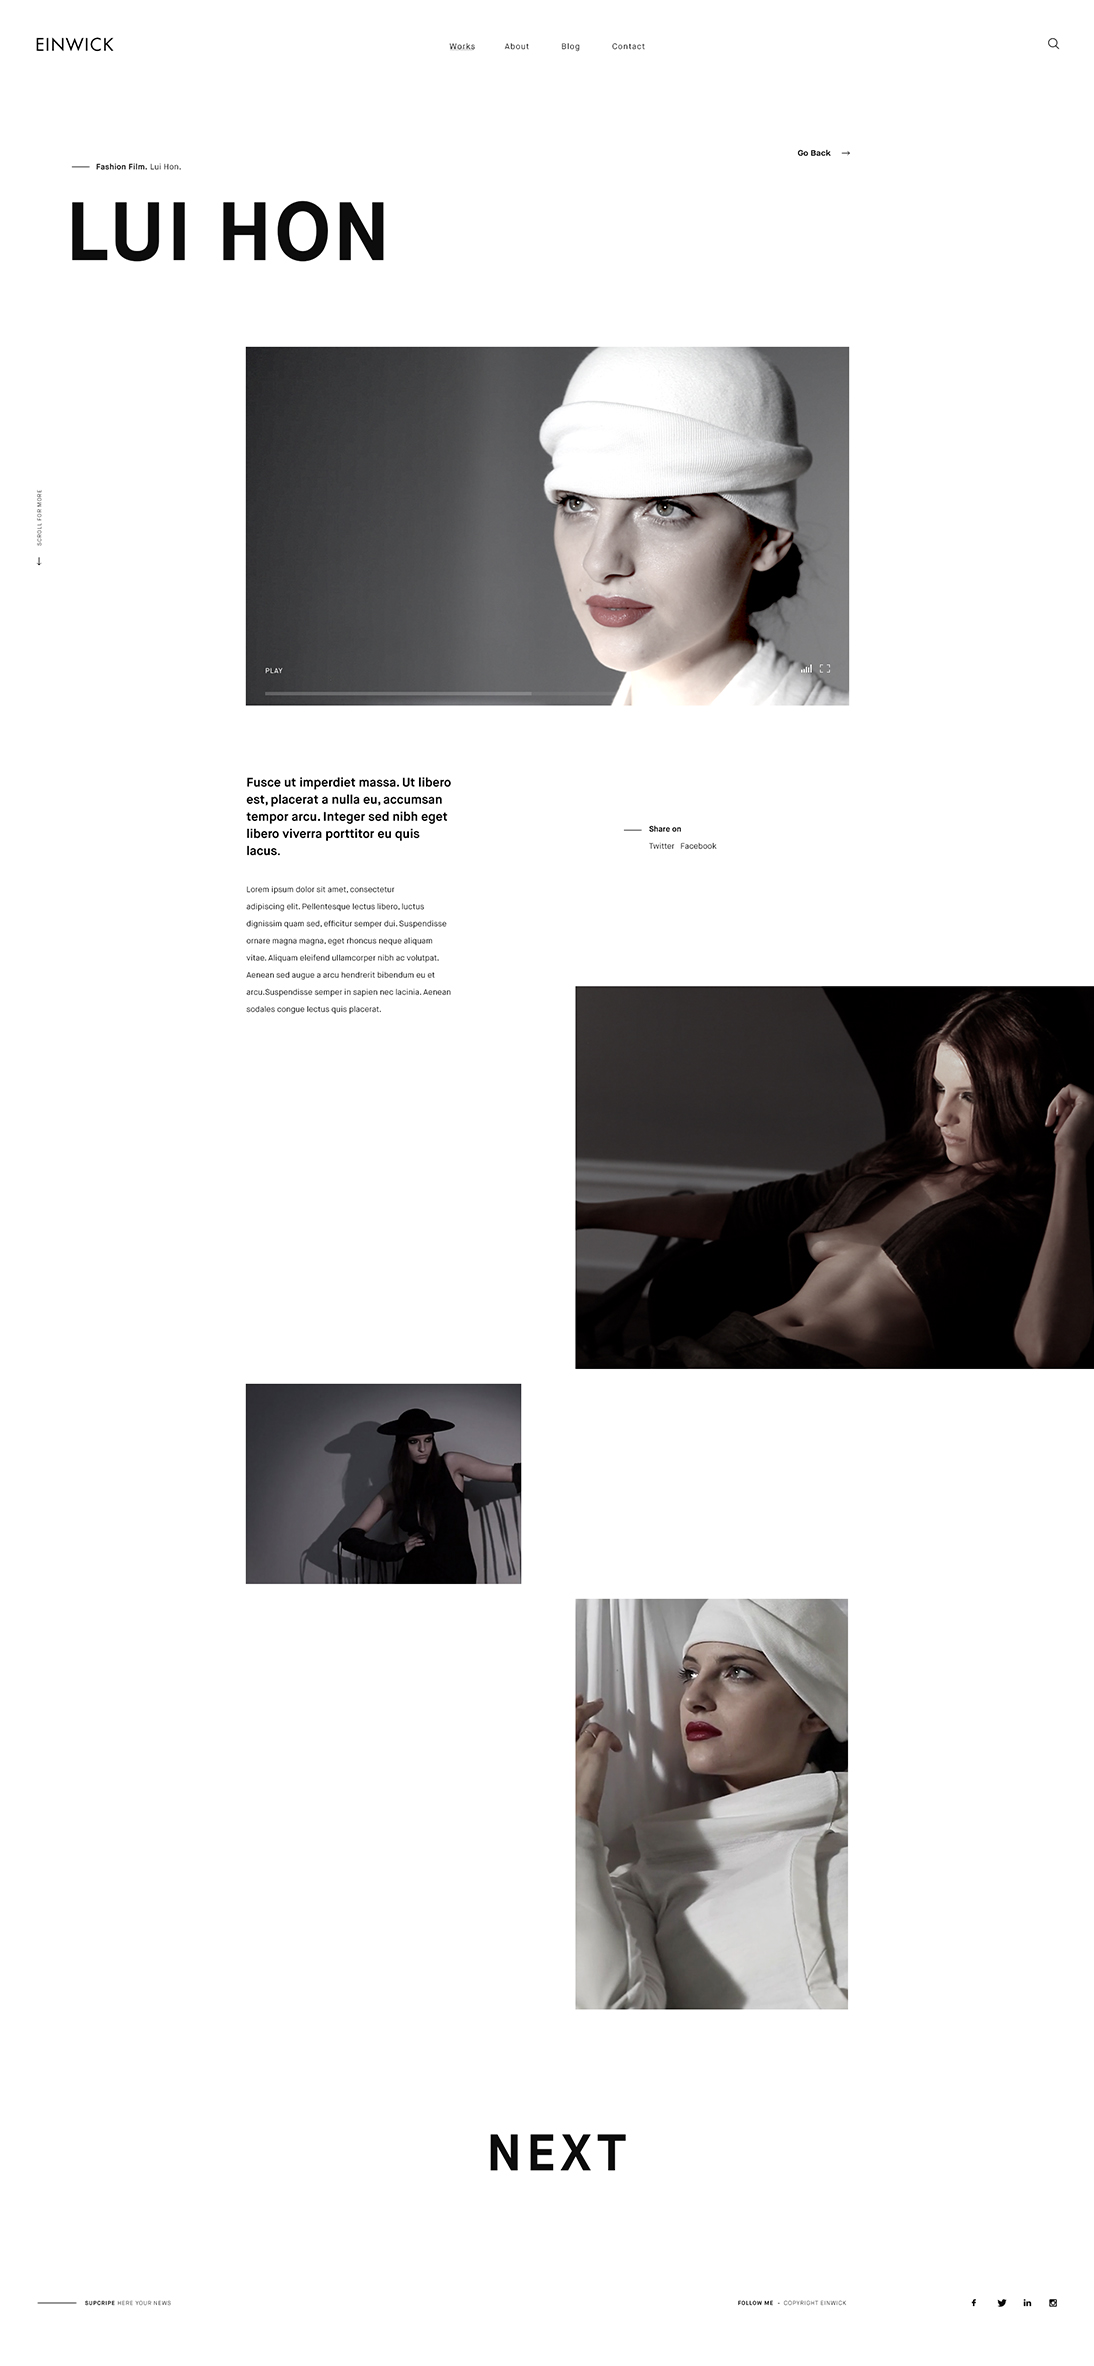 EINWICK
Works About Blog Contact
Go Back
Fashion Film. Lui Hon.
LUI HON
SCROLL FOR MORE
PLAY
Fusce ut imperdiet massa. Ut libero
est, placerat a nulla eu, accumsan
tempor arcu. Integer sed nibh eget
libero viverra porttitor eu quis
lacus.
Share on
Twitter Facebook
Lorem ipsum dolor sit amet, consectetur
adipiscing elit. Pellentesque lectus libero, luctus
dignissim quam sed, efficitur semper dui. Suspendisse
ornare magna magna, eget rhoncus neque aliquam
vitae. Aliquam eleifend ullamcorper nibh ac volutpat.
Aenean sed augue a arcu hendrerit bibendum eu et
arcu.Suspendisse semper in sapien nec lacinia. Aenean
sodales congue lectus quis placerat.
NEXT
SUPCRIPE HERE YOUR NEWS
FOLLOW ME - COPYRIGHT EINWICK